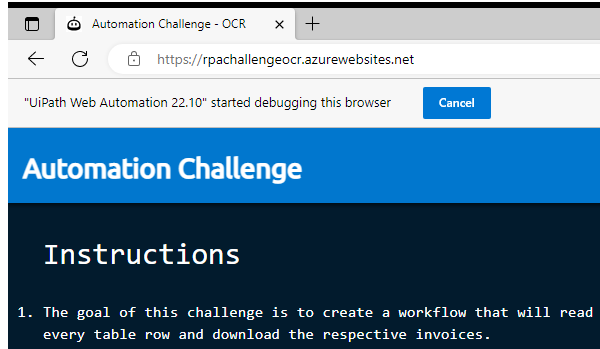 Automation Challenge - OCR
https://rpachallengeocr.azurewebsites.net
"UiPath Web Automation 22.10" started debugging this browser
Cancel
Automation Challenge
Instructions
1. The goal of this challenge is to create a workflow that will read
every table row and download the respective invoices.